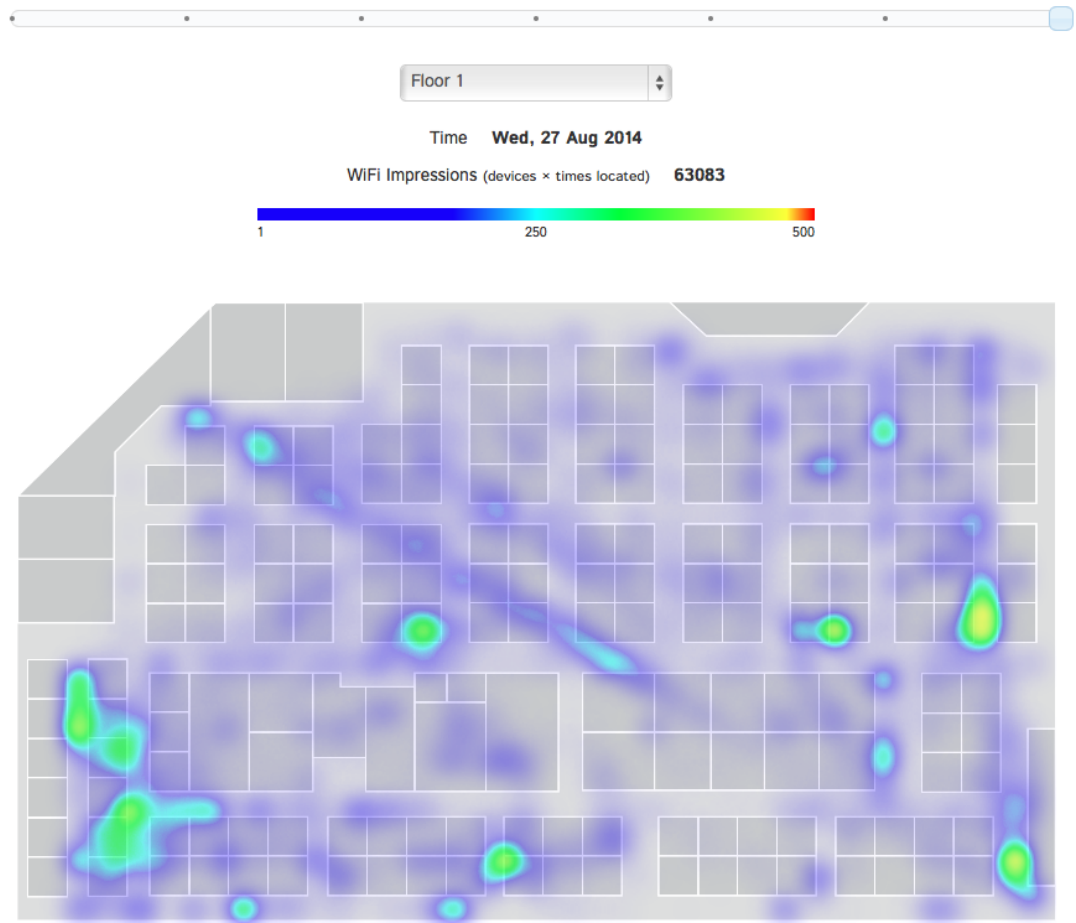 Floor 1
Time Wed, 27 Aug 2014
WiFi Impressions (devices × times located) 63083
1 250 500